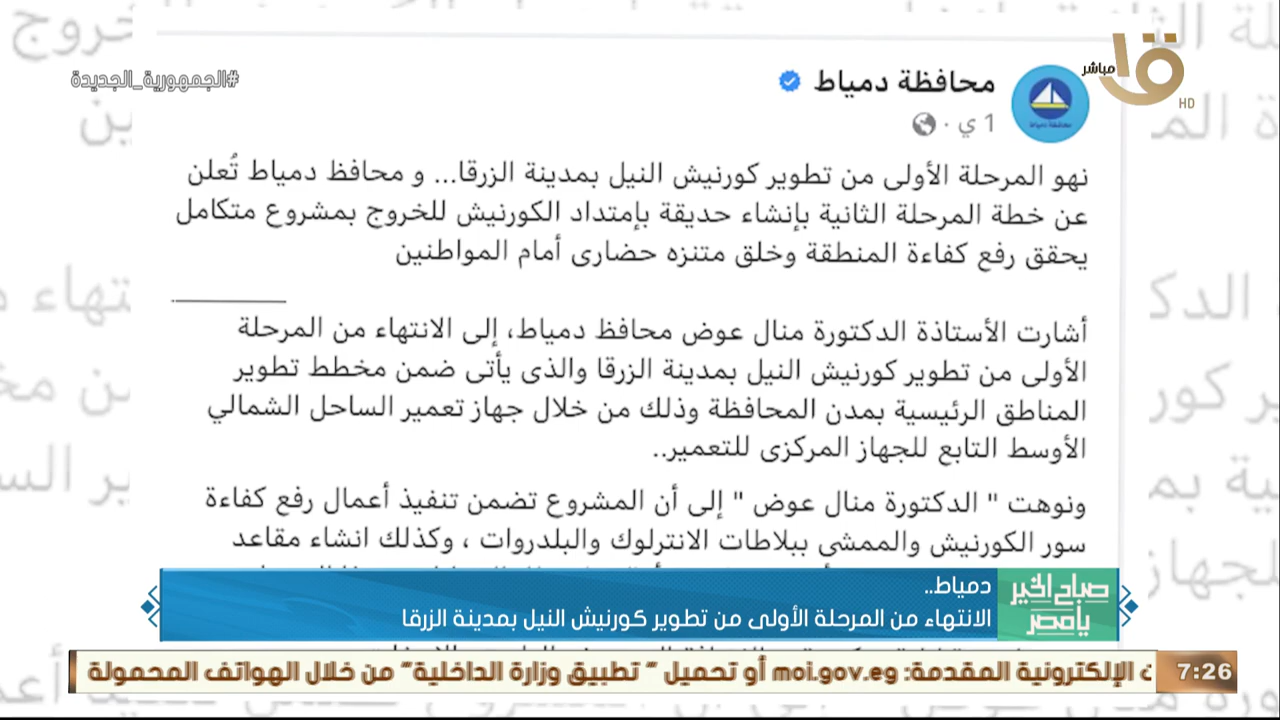 #الجمهورية_الجديدة
مباشر
HD
محافظة دمياط
1 ي
نهو المرحلة الأولى من تطوير كورنيش النيل بمدينة الزرقا... و محافظ دمياط تُعلن
عن خطة المرحلة الثانية بإنشاء حديقة بإمتداد الكورنيش للخروج بمشروع متكامل
يحقق رفع كفاءة المنطقة وخلق متنزه حضارى أمام المواطنين
أشارت الأستاذة الدكتورة منال عوض محافظ دمياط، إلى الانتهاء من المرحلة
الأولى من تطوير كورنيش النيل بمدينة الزرقا والذى يأتى ضمن مخطط تطوير
المناطق الرئيسية بمدن المحافظة وذلك من خلال جهاز تعمير الساحل الشمالي
الأوسط التابع للجهاز المركزى للتعمير..
ونوهت " الدكتورة منال عوض " إلى أن المشروع تضمن تنفيذ أعمال رفع كفاءة
سور الكورنيش والممشى ببلاطات الانترلوك والبلدروات ، وكذلك انشاء مقاعد
صباح الخير يا مصر
دمياط..
الانتهاء من المرحلة الأولى من تطوير كورنيش النيل بمدينة الزرقا
7:26
الإلكترونية المقدمة: moi.gov.eg أو تحميل " تطبيق وزارة الداخلية" من خلال الهواتف المحمولة